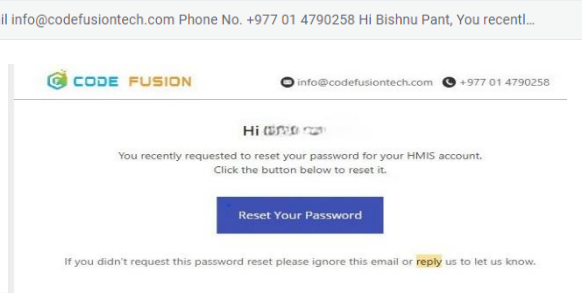 il info@codefusiontech.com Phone No. +977 01 4790258 Hi Bishnu Pant, You recentl...
CODE FUSION info@codefusiontech.com +977 01 4790258
Hi
You recently requested to reset your password for your HMIS account.
Click the button below to reset it.
Reset Your Password
If you didn't request this password reset please ignore this email or reply us to let us know.